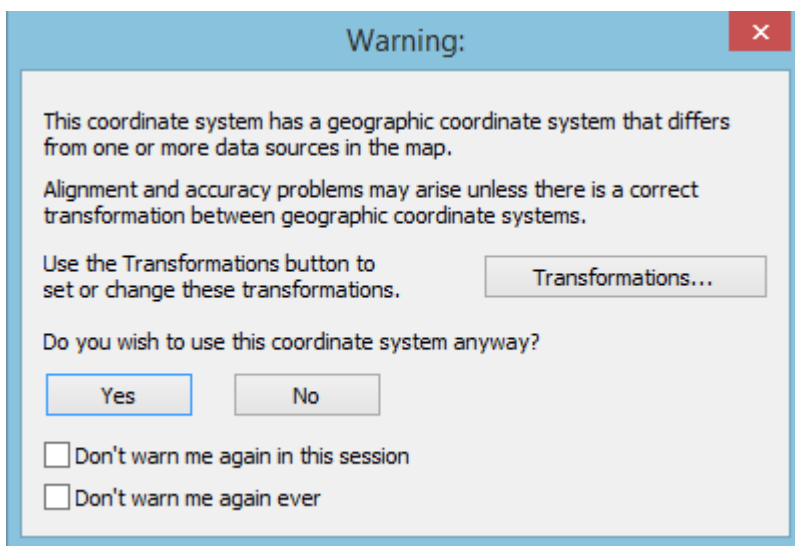 Warning:
This coordinate system has a geographic coordinate system that differs
from one or more data sources in the map.
Alignment and accuracy problems may arise unless there is a correct
transformation between geographic coordinate systems.
Use the Transformations button to
set or change these transformations.
Transformations...
Do you wish to use this coordinate system anyway?
Yes No
Don't warn me again in this session
Don't warn me again ever